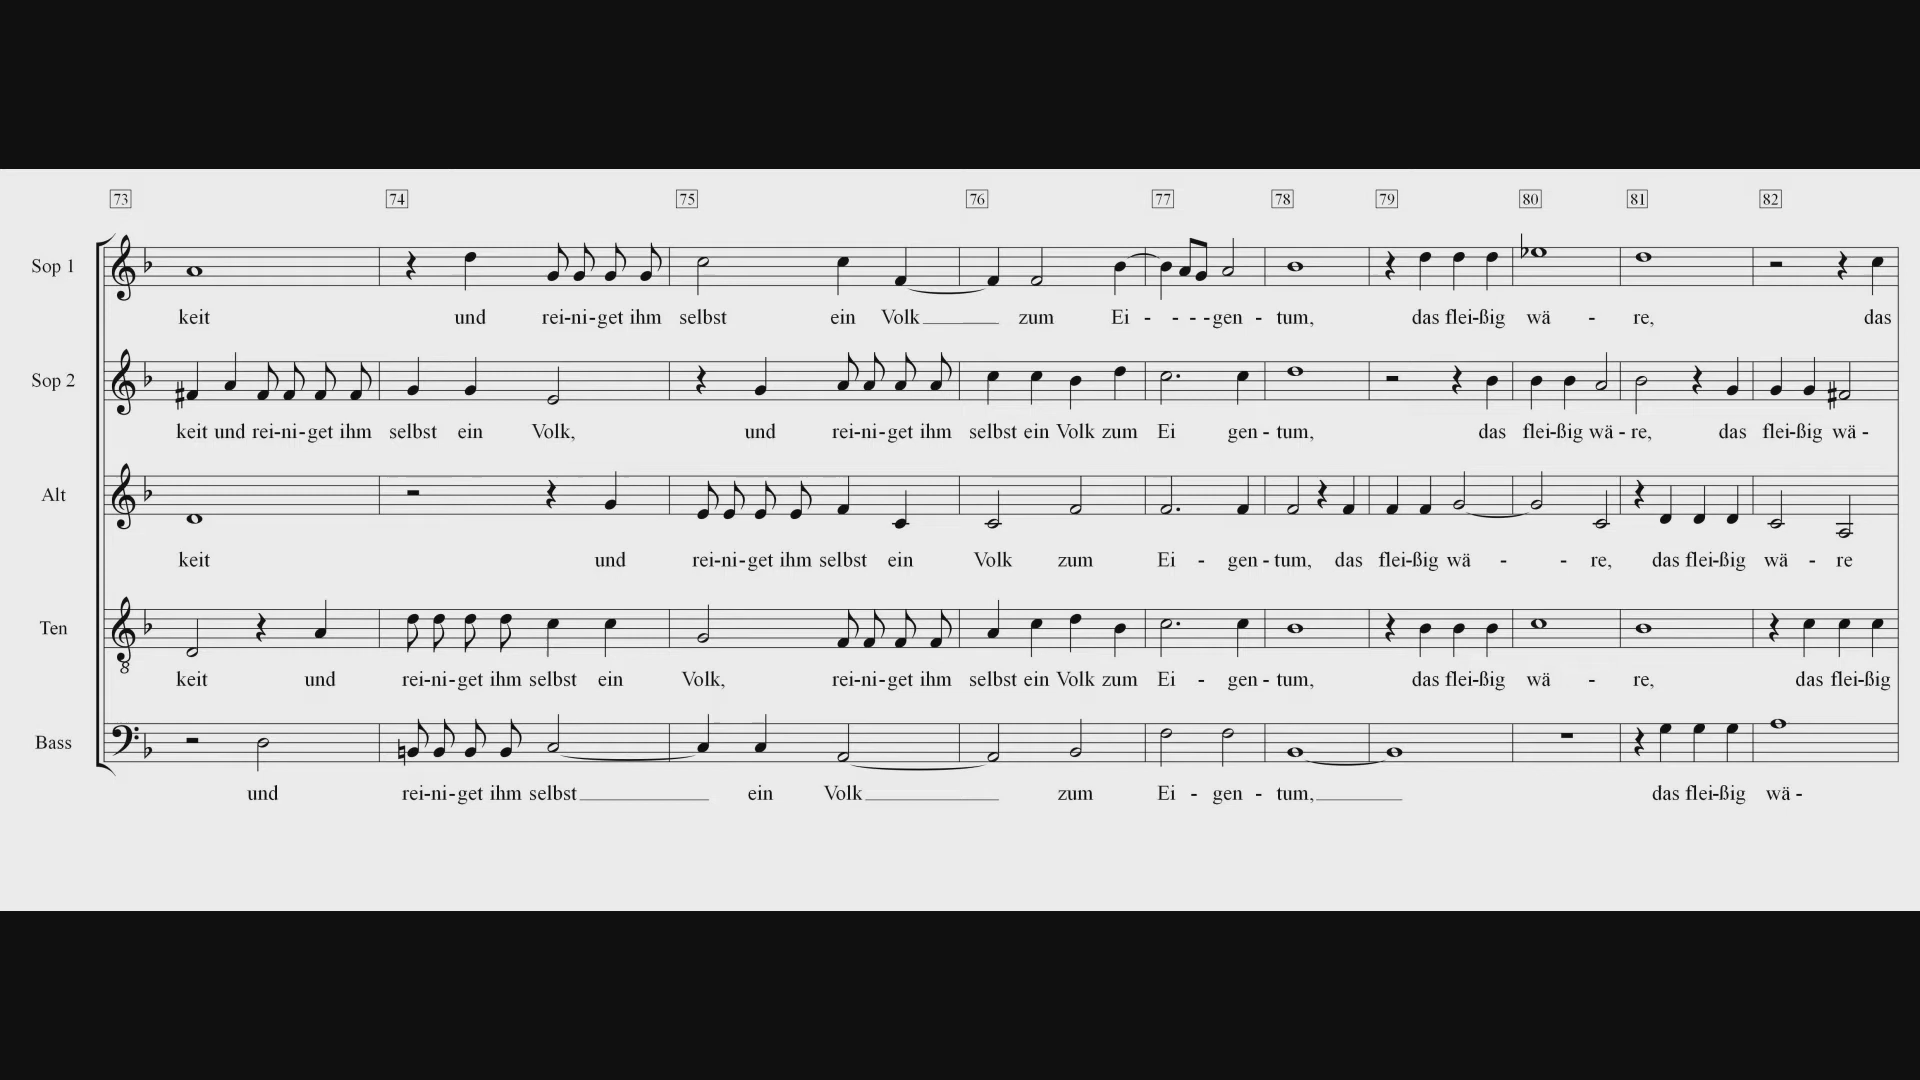 73 74 75 76 77 78 79 80 81 82
Sop 1
keit und rei-ni-get ihm selbst ein Volk zum Ei - - - -gen - tum, das flei-ßig wä - re, das
Sop 2
keit und rei-ni-get ihm selbst ein Volk, und rei-ni-get ihm selbst ein Volk zum Ei gen - tum, das flei-ßig wä - re, das flei-ßig wä -
Alt
keit und rei-ni-get ihm selbst ein Volk zum Ei - gen - tum, das flei-ßig wä - - re, das flei-ßig wä - re
Ten
8
keit und rei-ni-get ihm selbst ein Volk, rei-ni-get ihm selbst ein Volk zum Ei - gen - tum, das flei-ßig wä - re, das flei-ßig
Bass
und rei-ni-get ihm selbst ein Volk zum Ei - gen - tum, das flei-ßig wä -